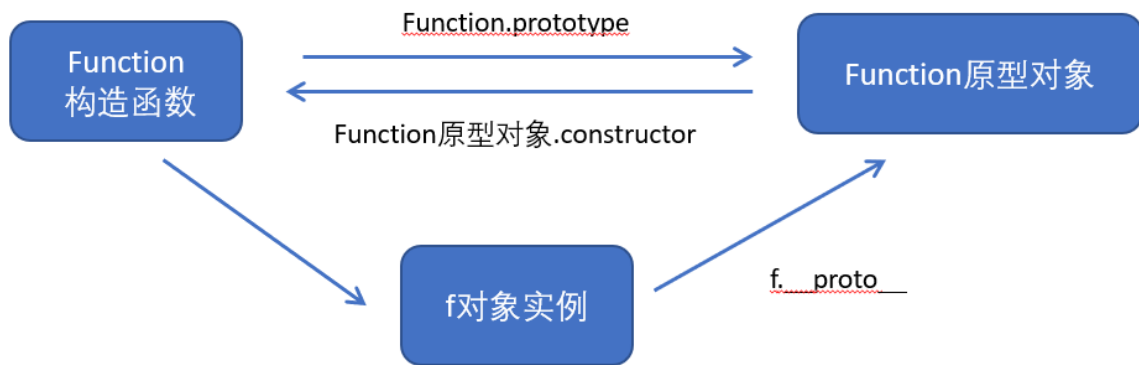 Function.prototype
Function
构造函数
Function原型对象
Function原型对象.constructor
f对象实例
f.__proto__